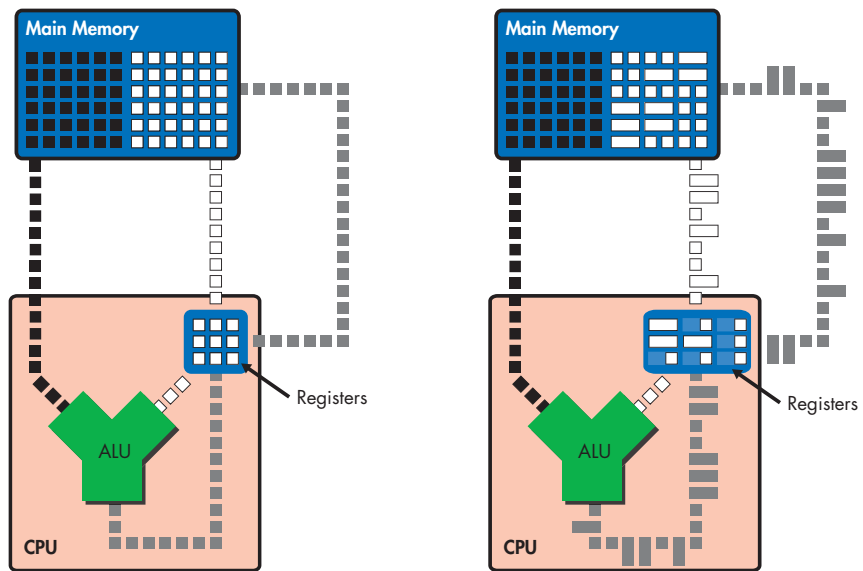 Main Memory
Registers
ALU
CPU
Main Memory
Registers
ALU
CPU